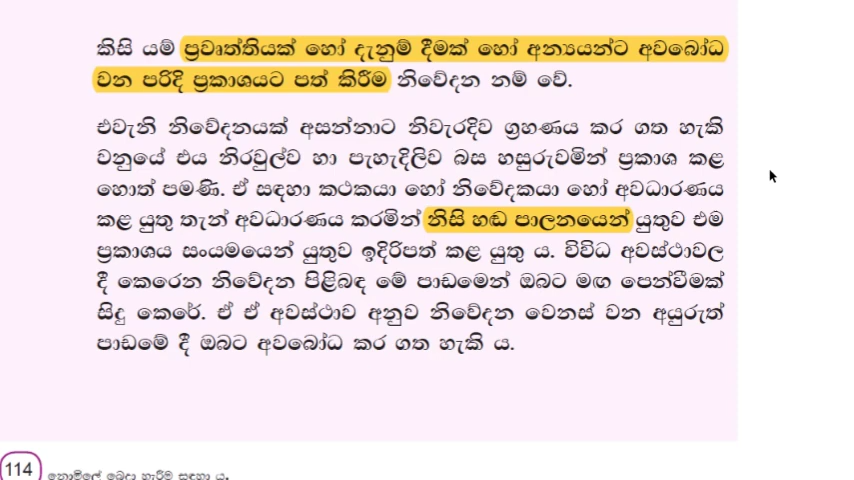 කිසි යම් ප්‍රවෘත්තියක් හෝ දැනුම් දීමක් හෝ අන්‍යයන්ට අවබෝධ
වන පරිදි ප්‍රකාශයට පත් කිරීම නිවේදන නම් වේ.
එවැනි නිවේදනයක් අසන්නාට නිවැරදිව ග්‍රහණය කර ගත හැකි
වනුයේ එය නිරවුල්ව හා පැහැදිලිව බස හසුරුවමින් ප්‍රකාශ කළ
හොත් පමණි. ඒ සඳහා කථකයා හෝ නිවේදකයා හෝ අවධාරණය
කළ යුතු තැන් අවධාරණය කරමින් නිසි හඬ පාලනයෙන් යුතුව එම
ප්‍රකාශය සංයමයෙන් යුතුව ඉදිරිපත් කළ යුතු ය. විවිධ අවස්ථාවල
දී කෙරෙන නිවේදන පිළිබඳ මේ පාඩමෙන් ඔබට මඟ පෙන්වීමක්
සිදු කෙරේ. ඒ ඒ අවස්ථාව අනුව නිවේදන වෙනස් වන අයුරුත්
පාඩමේ දී ඔබට අවබෝධ කර ගත හැකි ය.
114 නොමිලේ බෙදා හැරීම සඳහා ය.